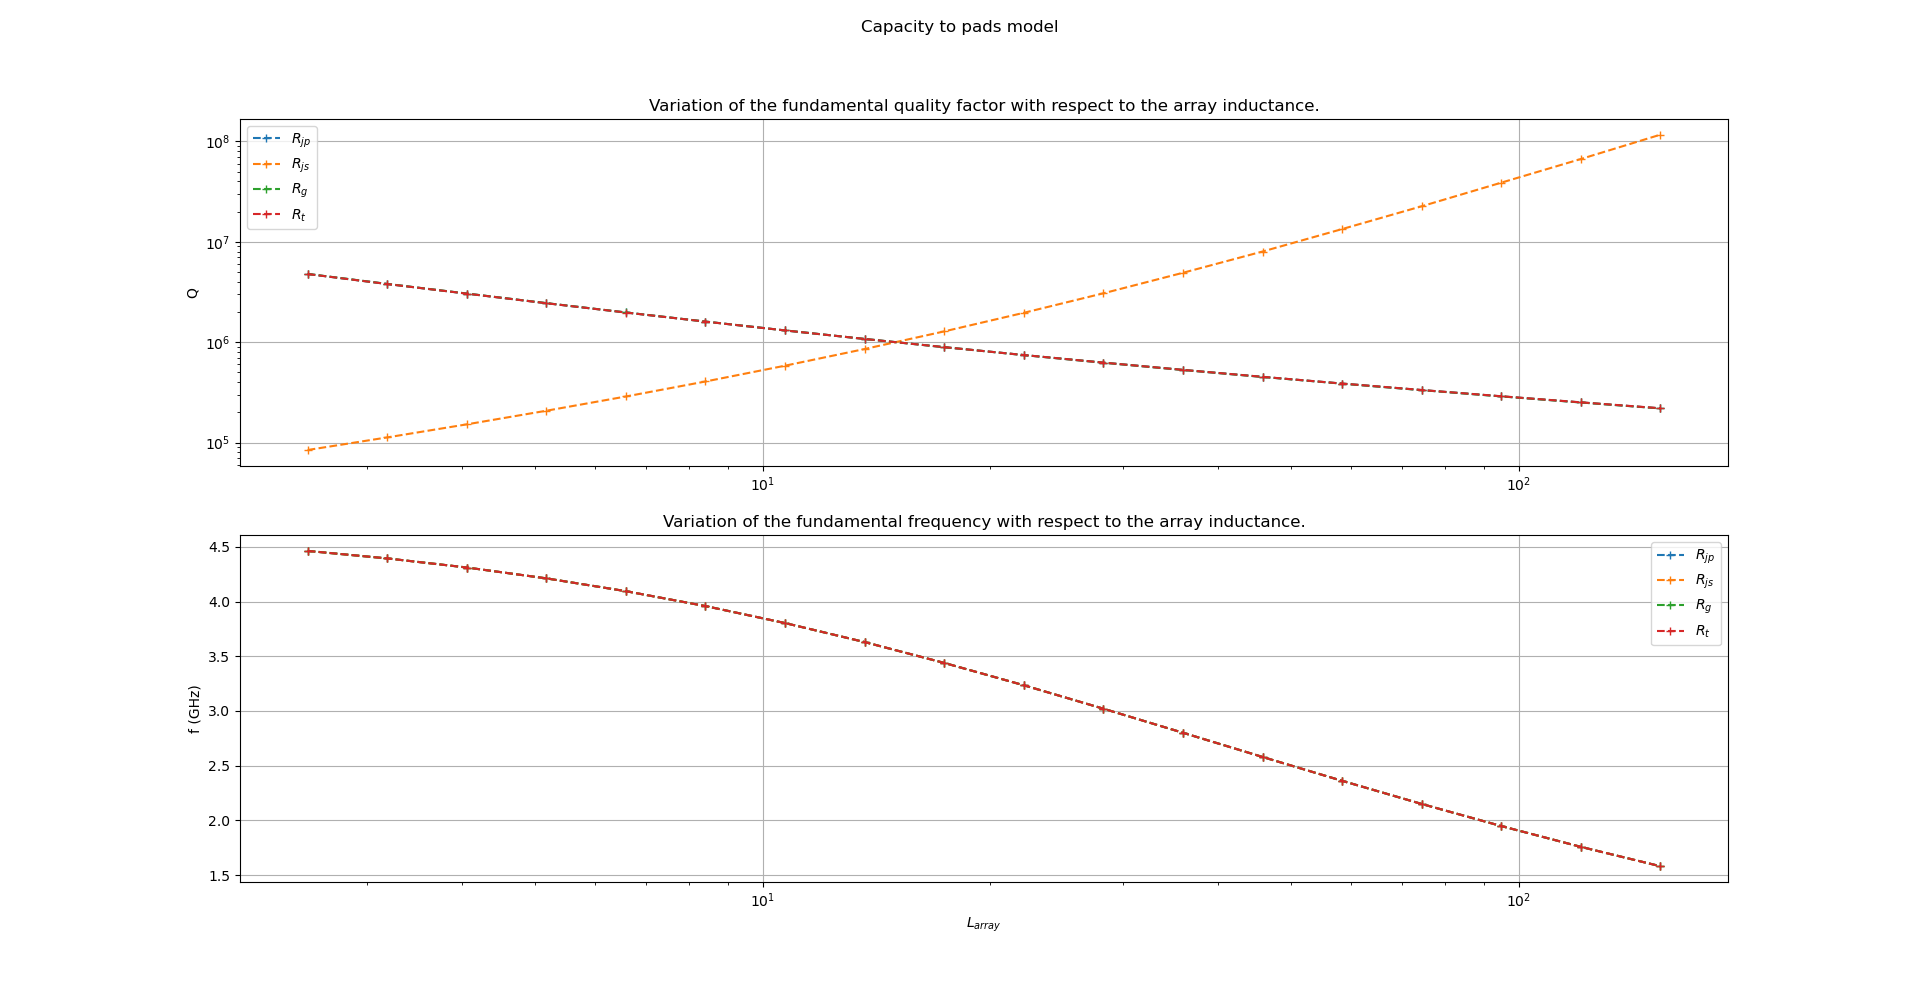 Capacity to pads model
Variation of the fundamental quality factor with respect to the array inductance.
10^8
10^7
10^6
10^5
Q
R_jp
R_js
R_g
R_t
10^1
10^2
Variation of the fundamental frequency with respect to the array inductance.
4.5
4.0
3.5
3.0
2.5
2.0
1.5
f (GHz)
R_jp
R_js
R_g
R_t
10^1
10^2
L_array